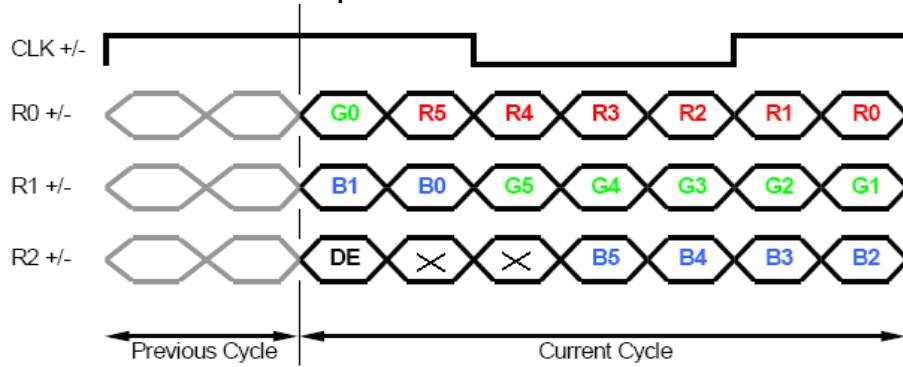 CLK +/-
R0 +/- G0 R5 R4 R3 R2 R1 R0
R1 +/- B1 B0 G5 G4 G3 G2 G1
R2 +/- DE B5 B4 B3 B2
Previous Cycle Current Cycle